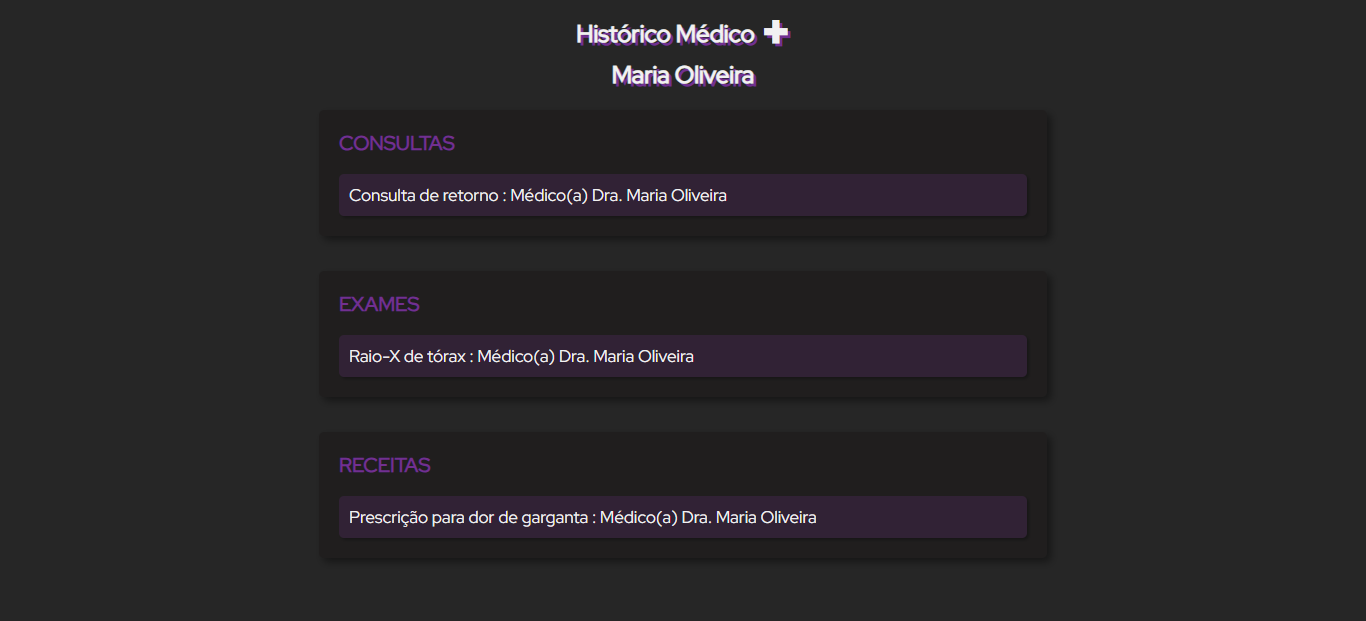 Histórico Médico
Maria Oliveira
CONSULTAS
Consulta de retorno : Médico(a) Dra. Maria Oliveira
EXAMES
Raio-X de tórax : Médico(a) Dra. Maria Oliveira
RECEITAS
Prescrição para dor de garganta : Médico(a) Dra. Maria Oliveira